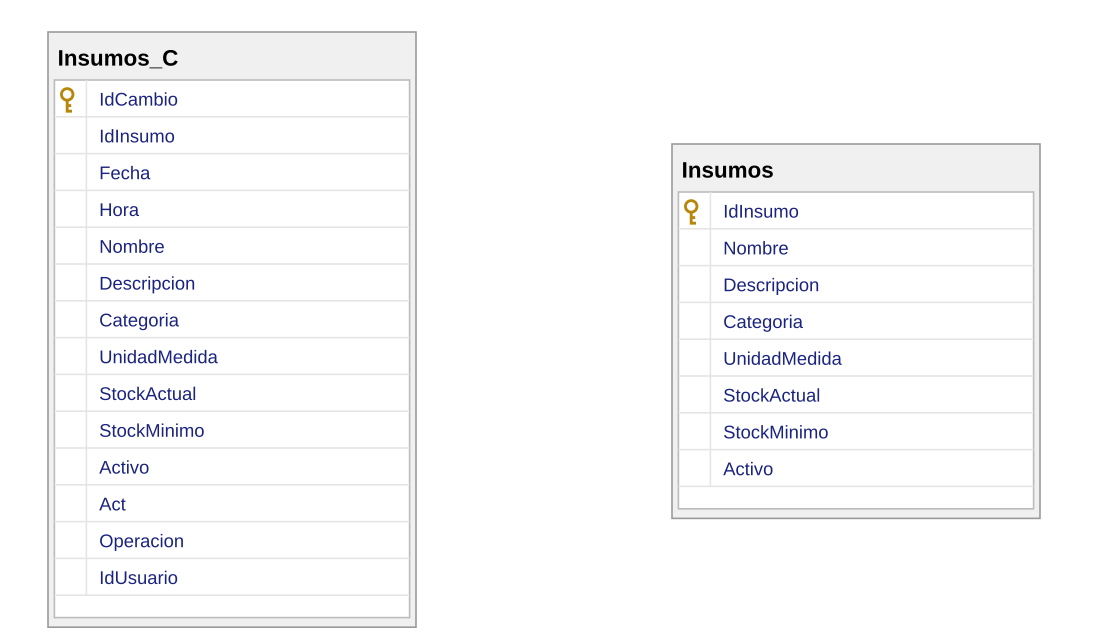 Insumos_C
IdCambio
IdInsumo
Fecha
Hora
Nombre
Descripcion
Categoria
UnidadMedida
StockActual
StockMinimo
Activo
Act
Operacion
IdUsuario
Insumos
IdInsumo
Nombre
Descripcion
Categoria
UnidadMedida
StockActual
StockMinimo
Activo